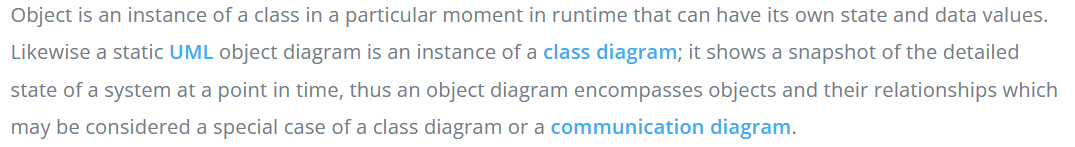 Object is an instance of a class in a particular moment in runtime that can have its own state and data values.
Likewise a static UML object diagram is an instance of a class diagram; it shows a snapshot of the detailed
state of a system at a point in time, thus an object diagram encompasses objects and their relationships which
may be considered a special case of a class diagram or a communication diagram.